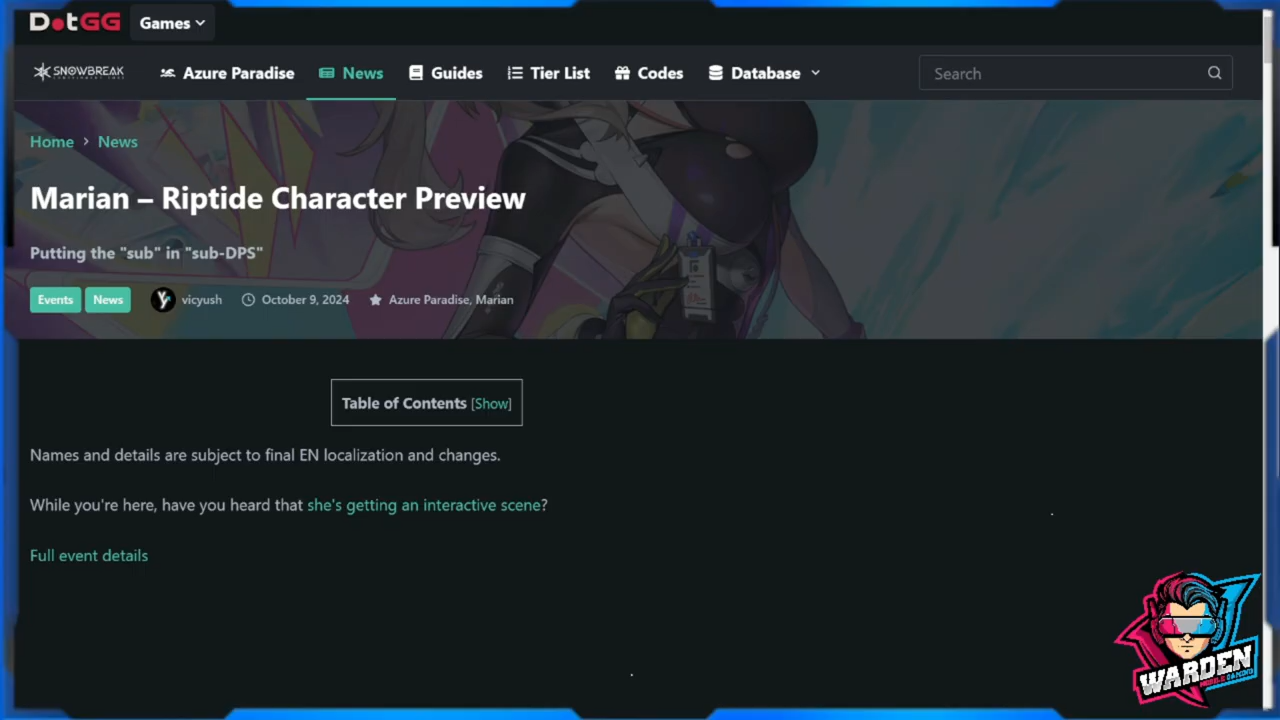 DotGG Games
SNOWBREAK Azure Paradise News Guides Tier List Codes Database Search
Home > News
Marian – Riptide Character Preview
Putting the "sub" in "sub-DPS"
Events News vicyush October 9, 2024 Azure Paradise, Marian
Table of Contents [Show]
Names and details are subject to final EN localization and changes.
While you're here, have you heard that she's getting an interactive scene?
Full event details
WARDEN
MOBILE GAMING